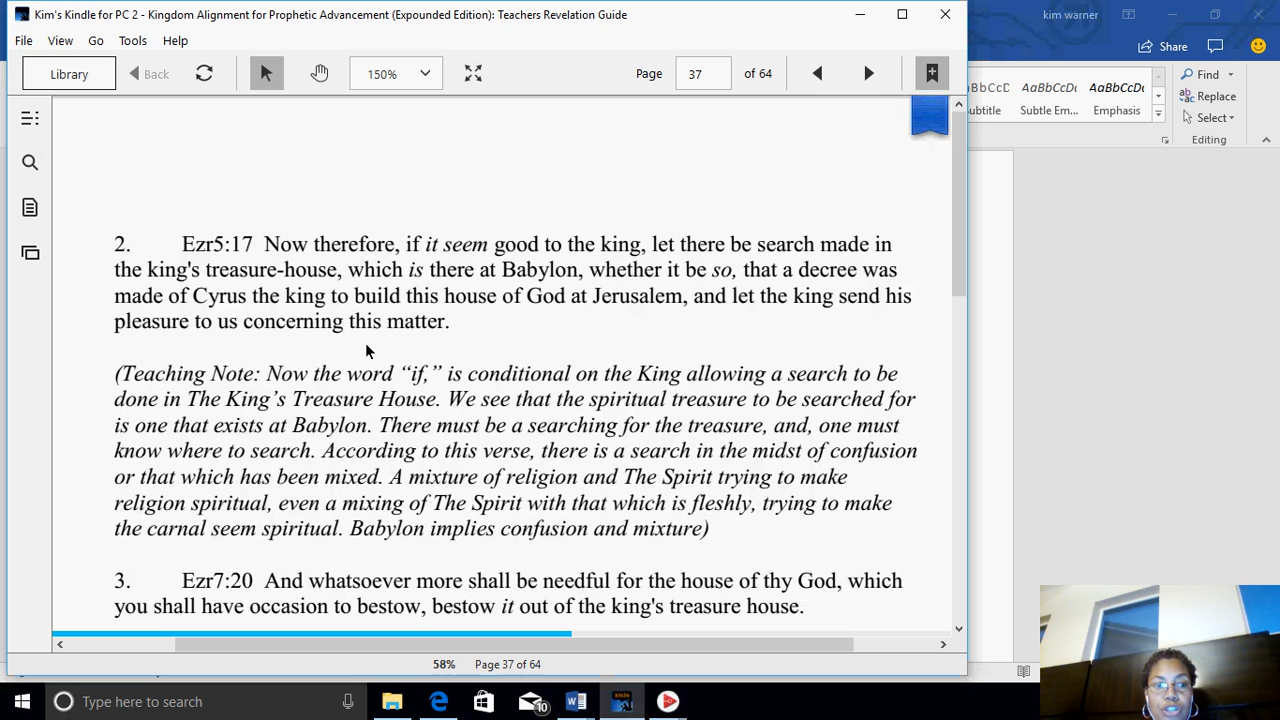 Kim's Kindle for PC 2 - Kingdom Alignment for Prophetic Advancement (Expounded Edition): Teachers Revelation Guide
kim warner
File View Go Tools Help
Share
Library
Back
150%
Page 37 of 64
Find
Replace
Select
Editing
AaBbCcDc AaBbCcDc
Subtitle Subtle Em... Emphasis
2. Ezr5:17 Now therefore, if it seem good to the king, let there be search made in
the king's treasure-house, which is there at Babylon, whether it be so, that a decree was
made of Cyrus the king to build this house of God at Jerusalem, and let the king send his
pleasure to us concerning this matter.
(Teaching Note: Now the word “if,” is conditional on the King allowing a search to be
done in The King’s Treasure House. We see that the spiritual treasure to be searched for
is one that exists at Babylon. There must be a searching for the treasure, and, one must
know where to search. According to this verse, there is a search in the midst of confusion
or that which has been mixed. A mixture of religion and The Spirit trying to make
religion spiritual, even a mixing of The Spirit with that which is fleshly, trying to make
the carnal seem spiritual. Babylon implies confusion and mixture)
3. Ezr7:20 And whatsoever more shall be needful for the house of thy God, which
you shall have occasion to bestow, bestow it out of the king's treasure house.
58% Page 37 of 64
Type here to search
10